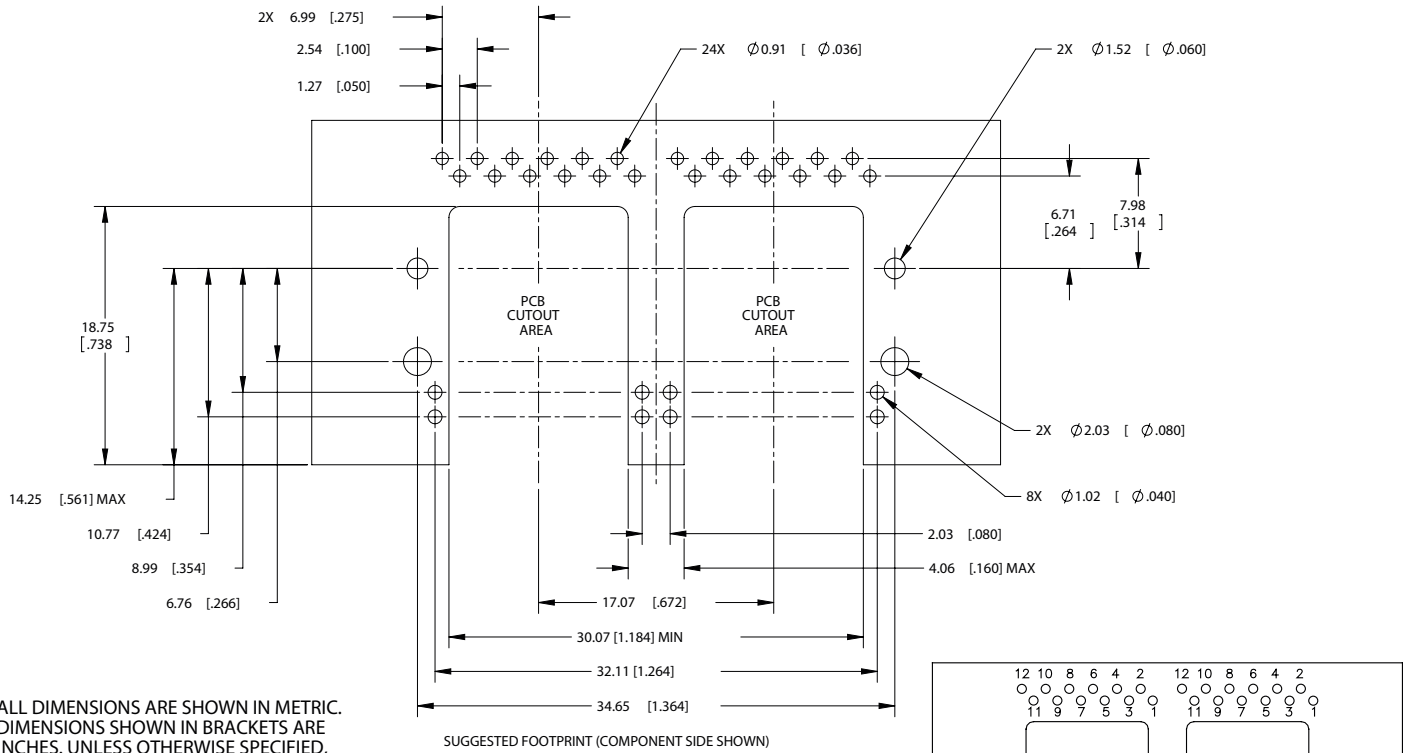 2X 6.99 [.275]
2.54 [.100]
1.27 [.050]
24X Ø0.91 [ Ø.036]
2X Ø1.52 [ Ø.060]
6.71
[.264 ]
7.98
[.314 ]
PCB
CUTOUT
AREA
PCB
CUTOUT
AREA
18.75
[.738 ]
2X Ø2.03 [ Ø.080]
8X Ø1.02 [ Ø.040]
14.25 [.561] MAX
10.77 [.424]
8.99 [.354]
6.76 [.266]
2.03 [.080]
4.06 [.160] MAX
17.07 [.672]
30.07 [1.184] MIN
32.11 [1.264]
34.65 [1.364]
ALL DIMENSIONS ARE SHOWN IN METRIC.
DIMENSIONS SHOWN IN BRACKETS ARE
INCHES, UNLESS OTHERWISE SPECIFIED.
SUGGESTED FOOTPRINT (COMPONENT SIDE SHOWN)
12 10 8 6 4 2 12 10 8 6 4 2
11 9 7 5 3 1 11 9 7 5 3 1